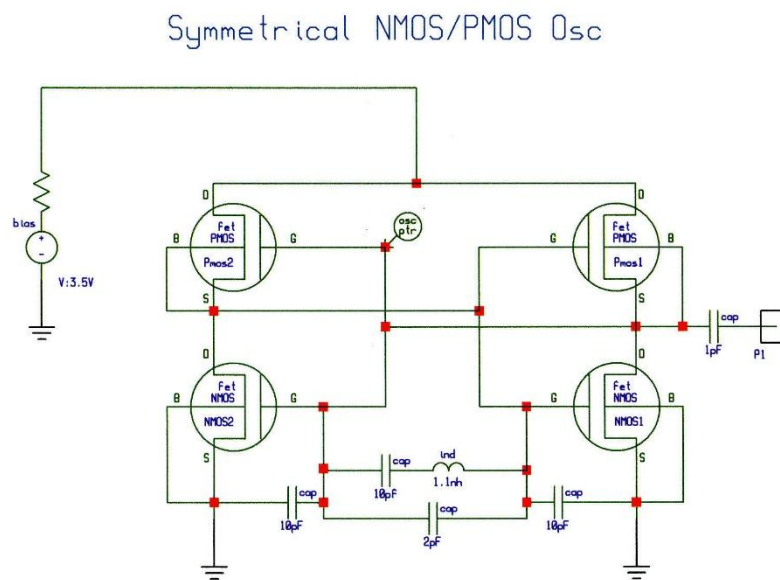 Symmetrical NMOS/PMOS Osc
bias
+
-
V:3.5V
D
fet
PMOS
Pmos2
B
G
S
osc
ptr
D
fet
PMOS
Pmos1
G
B
S
cap
1pF
P1
D
fet
NMOS
NMOS2
B
G
S
D
fet
NMOS
NMOS1
G
B
S
cap
10pF
ind
1.1nh
cap
10pF
cap
2pF
cap
10pF